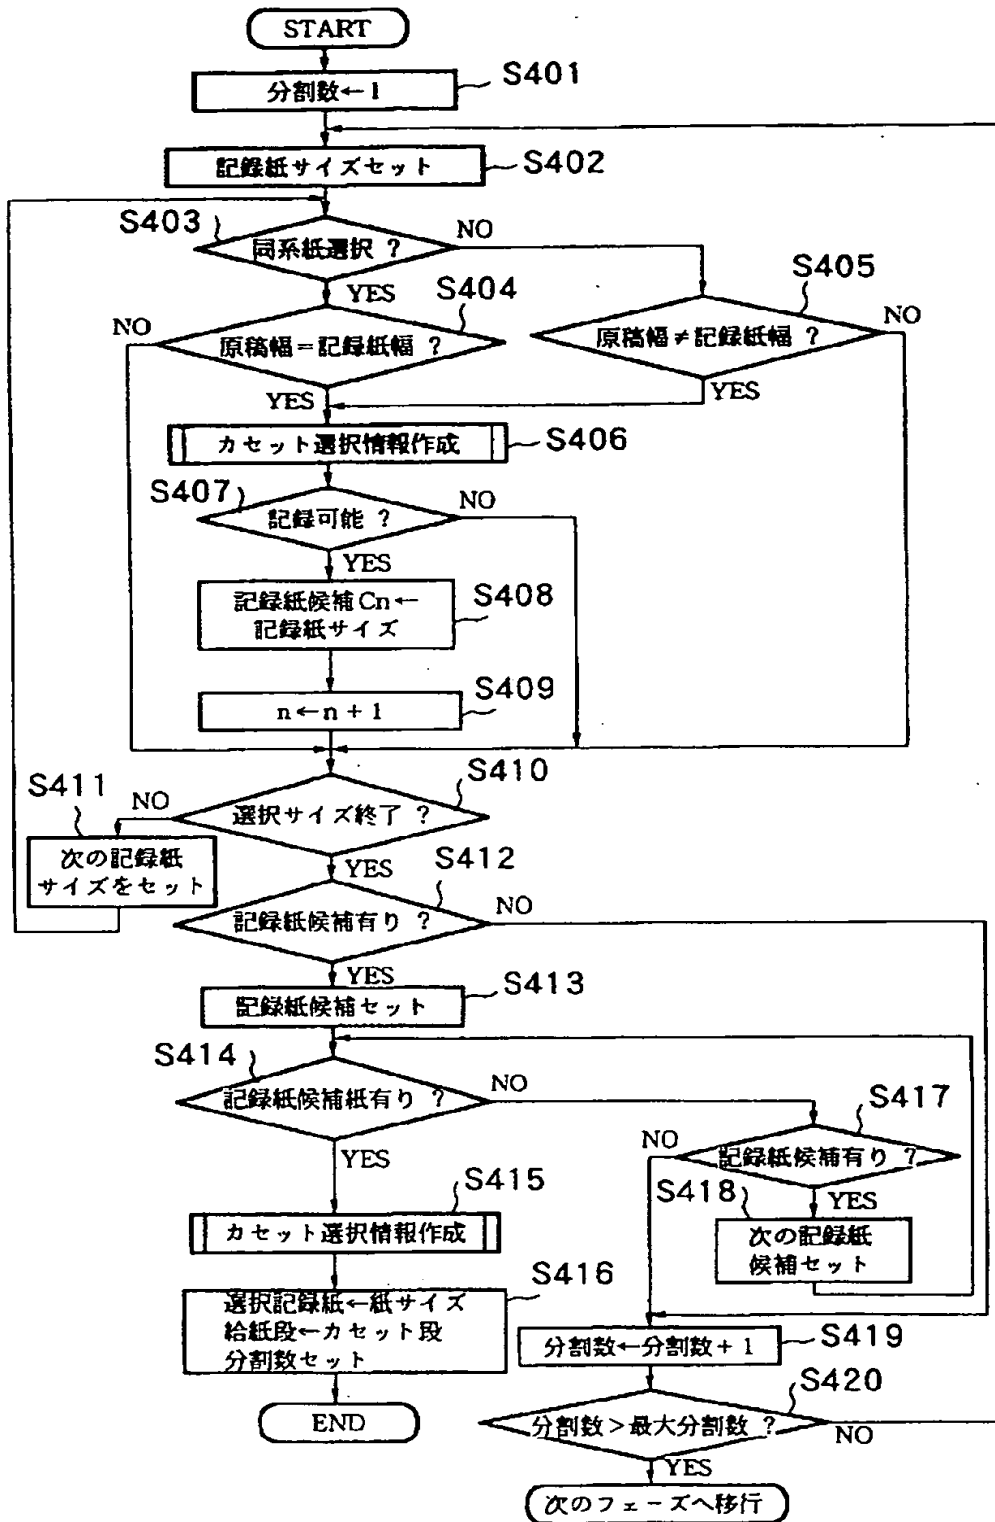 START
分割数←1
S401
記録紙サイズセット
S402
S403
同系紙選択 ?
NO
YES
S404
S405
NO
原稿幅=記録紙幅 ?
原稿幅≠記録紙幅 ?
NO
YES
YES
カセット選択情報作成
S406
S407
記録可能 ?
NO
YES
記録紙候補Cn←
記録紙サイズ
S408
n←n+1
S409
S410
S411
NO
選択サイズ終了 ?
次の記録紙
サイズをセット
YES
S412
記録紙候補有り ?
NO
YES
記録紙候補セット
S413
S414
記録紙候補紙有り ?
NO
YES
S417
NO
記録紙候補有り ?
S418
YES
次の記録紙
候補セット
S415
カセット選択情報作成
S416
選択記録紙←紙サイズ
給紙段←カセット段
分割数セット
END
分割数←分割数+1
S419
S420
分割数>最大分割数 ?
NO
YES
次のフェーズへ移行